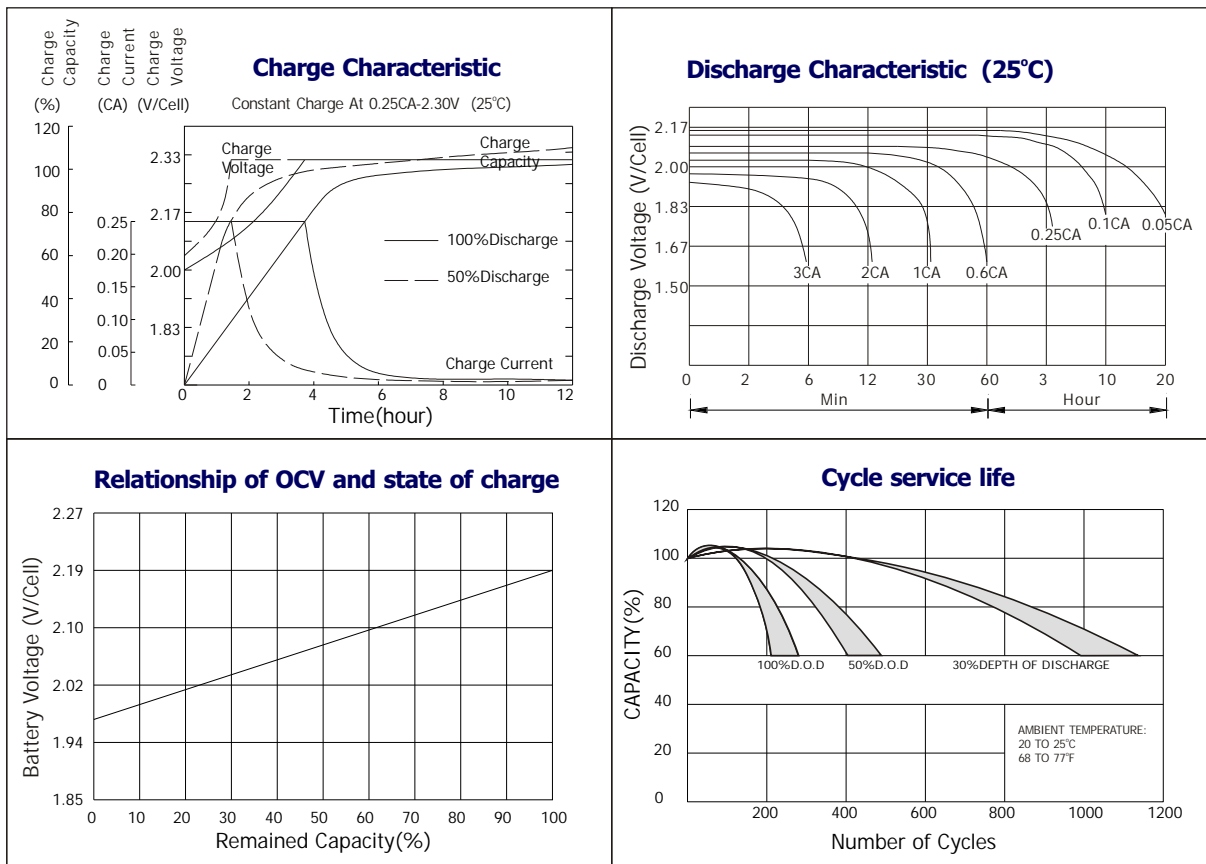 Charge Capacity
Charge Current
Charge Voltage
Charge Characteristic
(%)
(CA)
(V/Cell)
Constant Charge At 0.25CA-2.30V (25°C)
120
100
80
60
40
20
0
0.25
0.20
0.15
0.10
0.05
0
2.33
2.17
2.00
1.83
Charge
Voltage
Charge
Capacity
100%Discharge
50%Discharge
Charge Current
0 2 4 6 8 10 12
Time(hour)
Discharge Characteristic (25°C)
Discharge Voltage (V/Cell)
2.17
2.00
1.83
1.67
1.50
3CA
2CA
1CA
0.6CA
0.25CA
0.1CA
0.05CA
0 2 6 12 30 60 3 10 20
Min
Hour
Relationship of OCV and state of charge
Battery Voltage (V/Cell)
2.27
2.19
2.10
2.02
1.94
1.85
0 10 20 30 40 50 60 70 80 90 100
Remained Capacity(%)
Cycle service life
CAPACITY(%)
120
100
80
60
40
20
0
100%D.O.D
50%D.O.D
30%DEPTH OF DISCHARGE
AMBIENT TEMPERATURE:
20 TO 25°C
68 TO 77°F
200 400 600 800 1000 1200
Number of Cycles